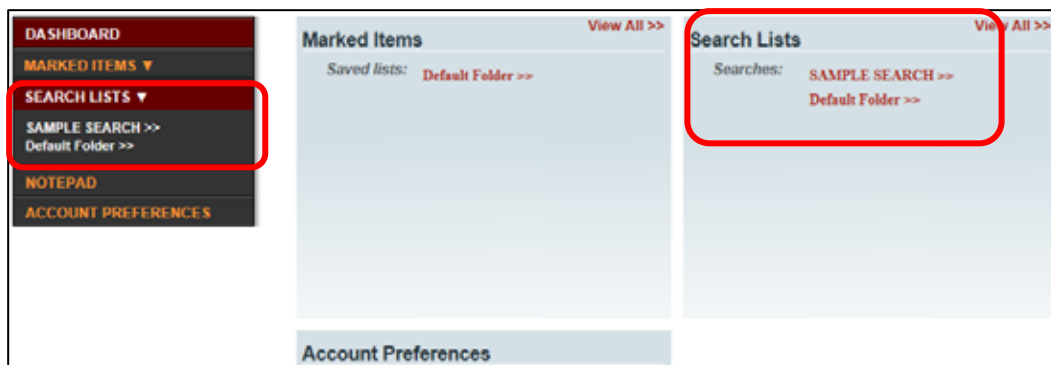 DASHBOARD
MARKED ITEMS ▼
SEARCH LISTS ▼
SAMPLE SEARCH >>
Default Folder >>
NOTEPAD
ACCOUNT PREFERENCES
Marked Items
View All >>
Saved lists: Default Folder >>
Search Lists
View All >>
Searches: SAMPLE SEARCH >>
Default Folder >>
Account Preferences